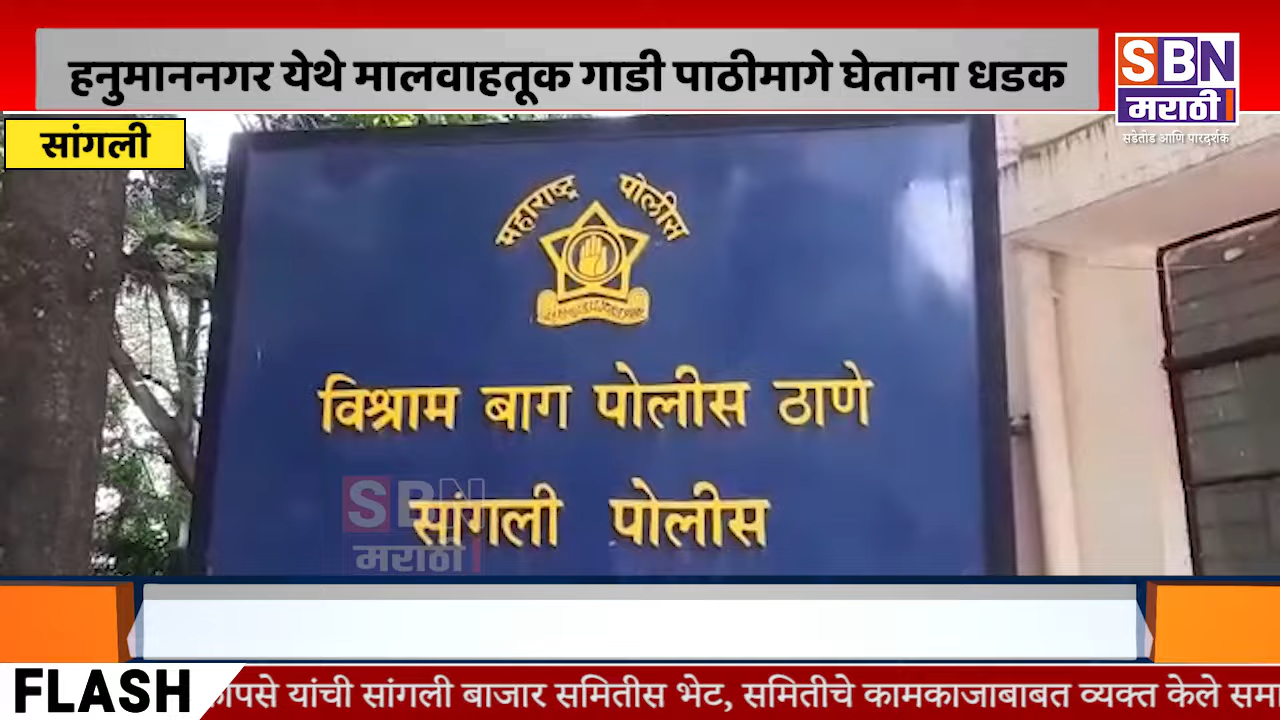 हनुमाननगर येथे मालवाहतूक गाडी पाठीमागे घेताना धडक
SBN
मराठी
सडेतोड आणि पारदर्शक
सांगली
महाराष्ट्र पोलीस
विश्राम बाग पोलीस ठाणे
सांगली पोलीस
SBN
मराठी
FLASH
यांची सांगली बाजार समितीस भेट, समितीचे कामकाजाबाबत व्यक्त केले समा